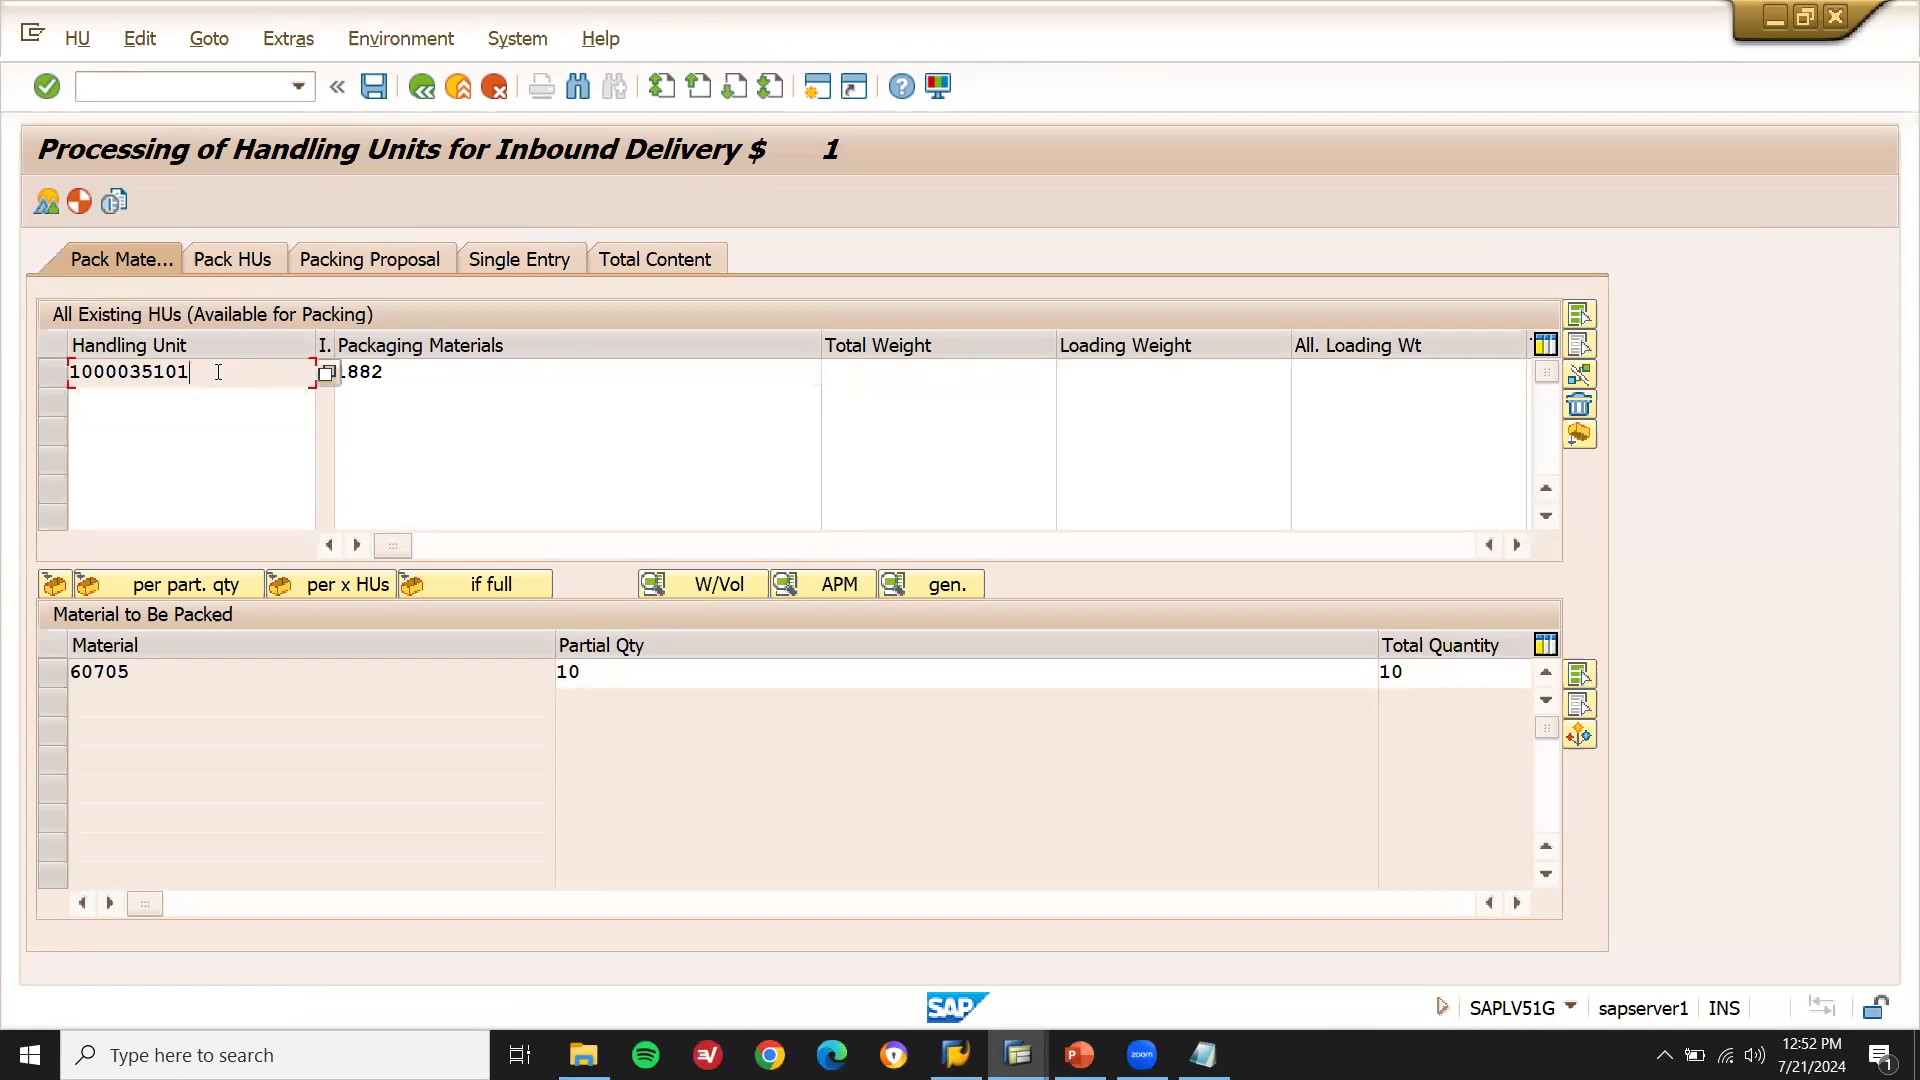 HU Edit Goto Extras Environment System Help
Processing of Handling Units for Inbound Delivery $ 1
Pack Mate... Pack HUs Packing Proposal Single Entry Total Content
All Existing HUs (Available for Packing)
Handling Unit I. Packaging Materials Total Weight Loading Weight All. Loading Wt
1000035101 1882
per part. qty per x HUs if full W/Vol APM gen.
Material to Be Packed
Material Partial Qty Total Quantity
60705 10 10
SAP SAPLV51G sapserver1 INS
Type here to search
zoom
12:52 PM
7/21/2024
1